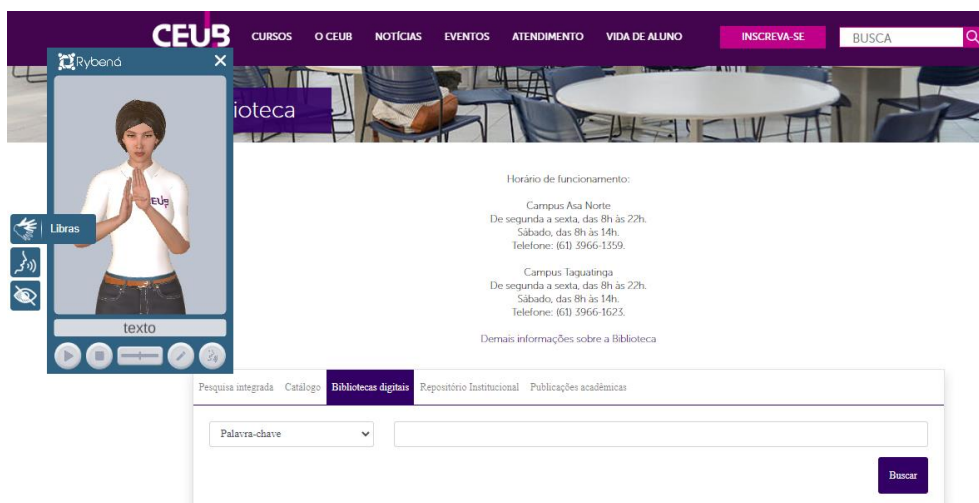 CEUB
CURSOS O CEUB NOTÍCIAS EVENTOS ATENDIMENTO VIDA DE ALUNO INSCREVA-SE BUSCA
Rybená ×
ioteca
CEUB
Libras
texto
Horário de funcionamento:
Campus Asa Norte
De segunda a sexta, das 8h às 22h.
Sábado, das 8h às 14h.
Telefone: (61) 3966-1359.
Campus Taguatinga
De segunda a sexta, das 8h às 22h.
Sábado, das 8h às 14h.
Telefone: (61) 3966-1623.
Demais informações sobre a Biblioteca
Pesquisa integrada Catálogo Bibliotecas digitais Repositório Institucional Publicações acadêmicas
Palavra-chave
Buscar